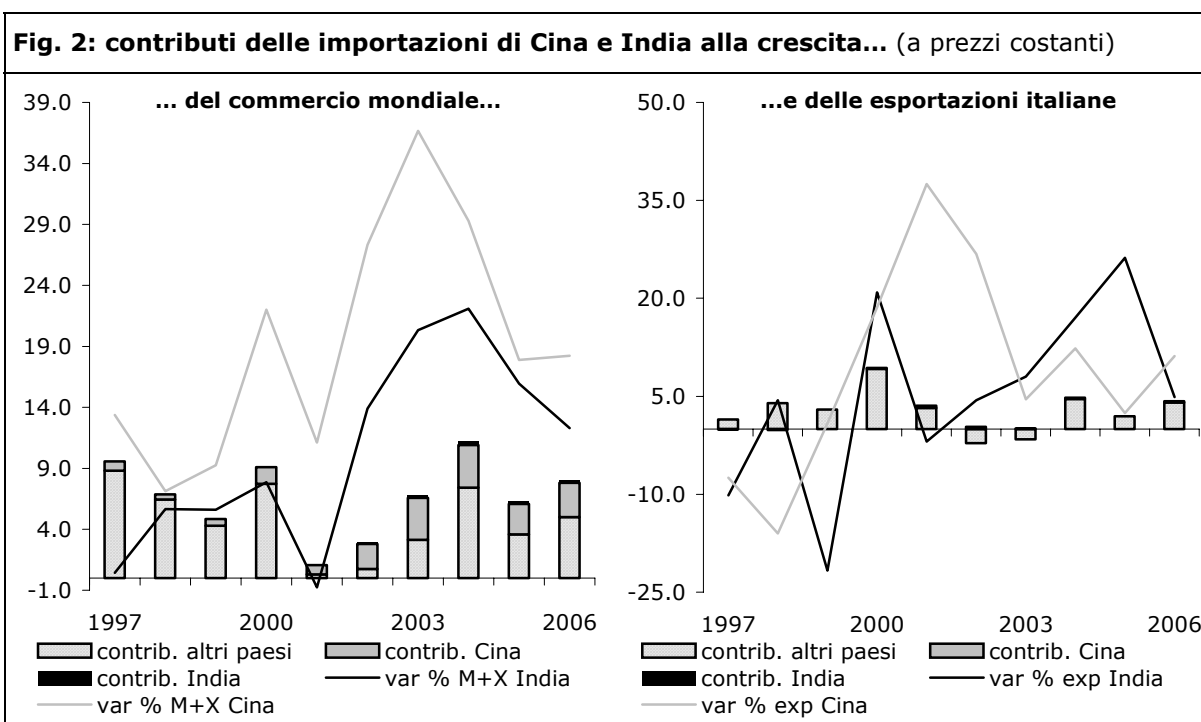 Fig. 2: contributi delle importazioni di Cina e India alla crescita... (a prezzi costanti)
... del commercio mondiale...
39.0
34.0
29.0
24.0
19.0
14.0
9.0
4.0
-1.0
1997 2000 2003 2006
contrib. altri paesi contrib. Cina
contrib. India var % M+X India
var % M+X Cina
...e delle esportazioni italiane
50.0
35.0
20.0
5.0
-10.0
-25.0
1997 2000 2003 2006
contrib. altri paesi contrib. Cina
contrib. India var % exp India
var % exp Cina